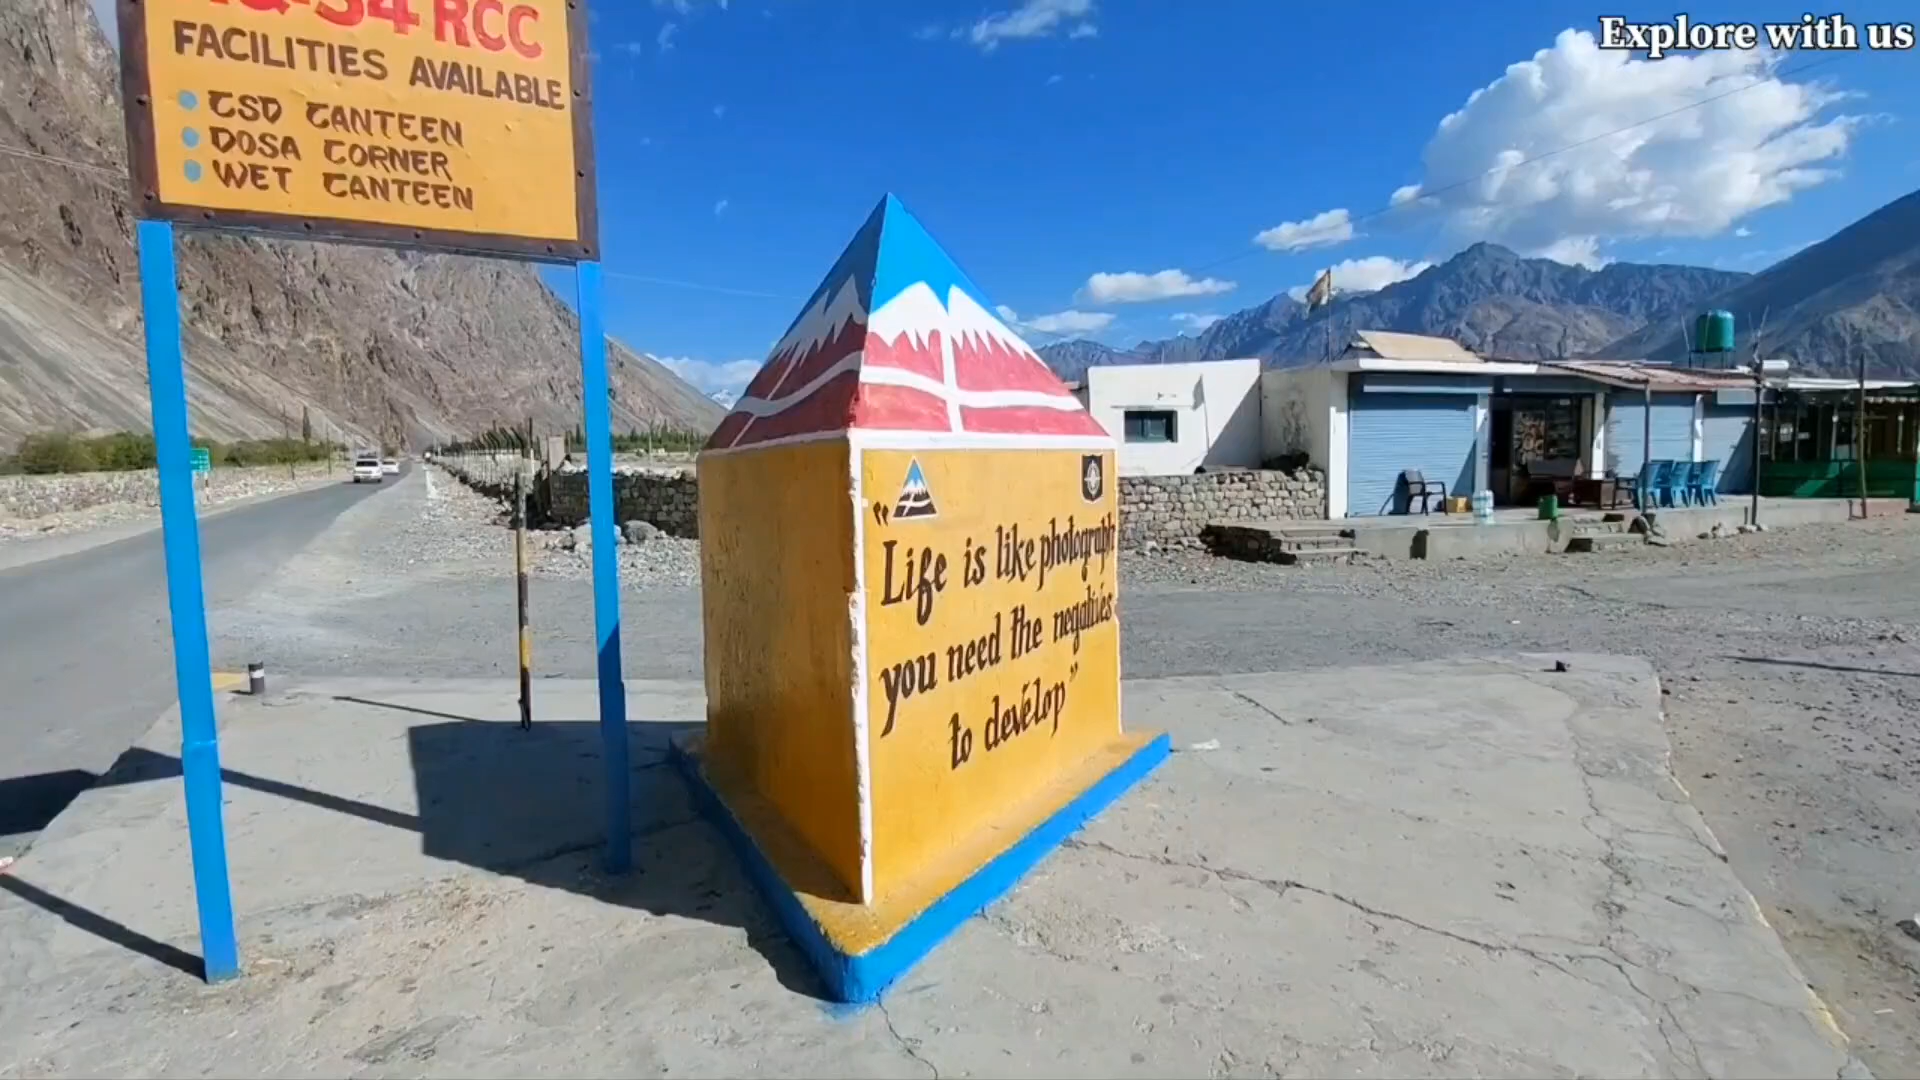 34 RCC
FACILITIES AVAILABLE
CSD CANTEEN
DOSA CORNER
WET CANTEEN
Explore with us
"Life is like photograph
you need the negatives
to develop"